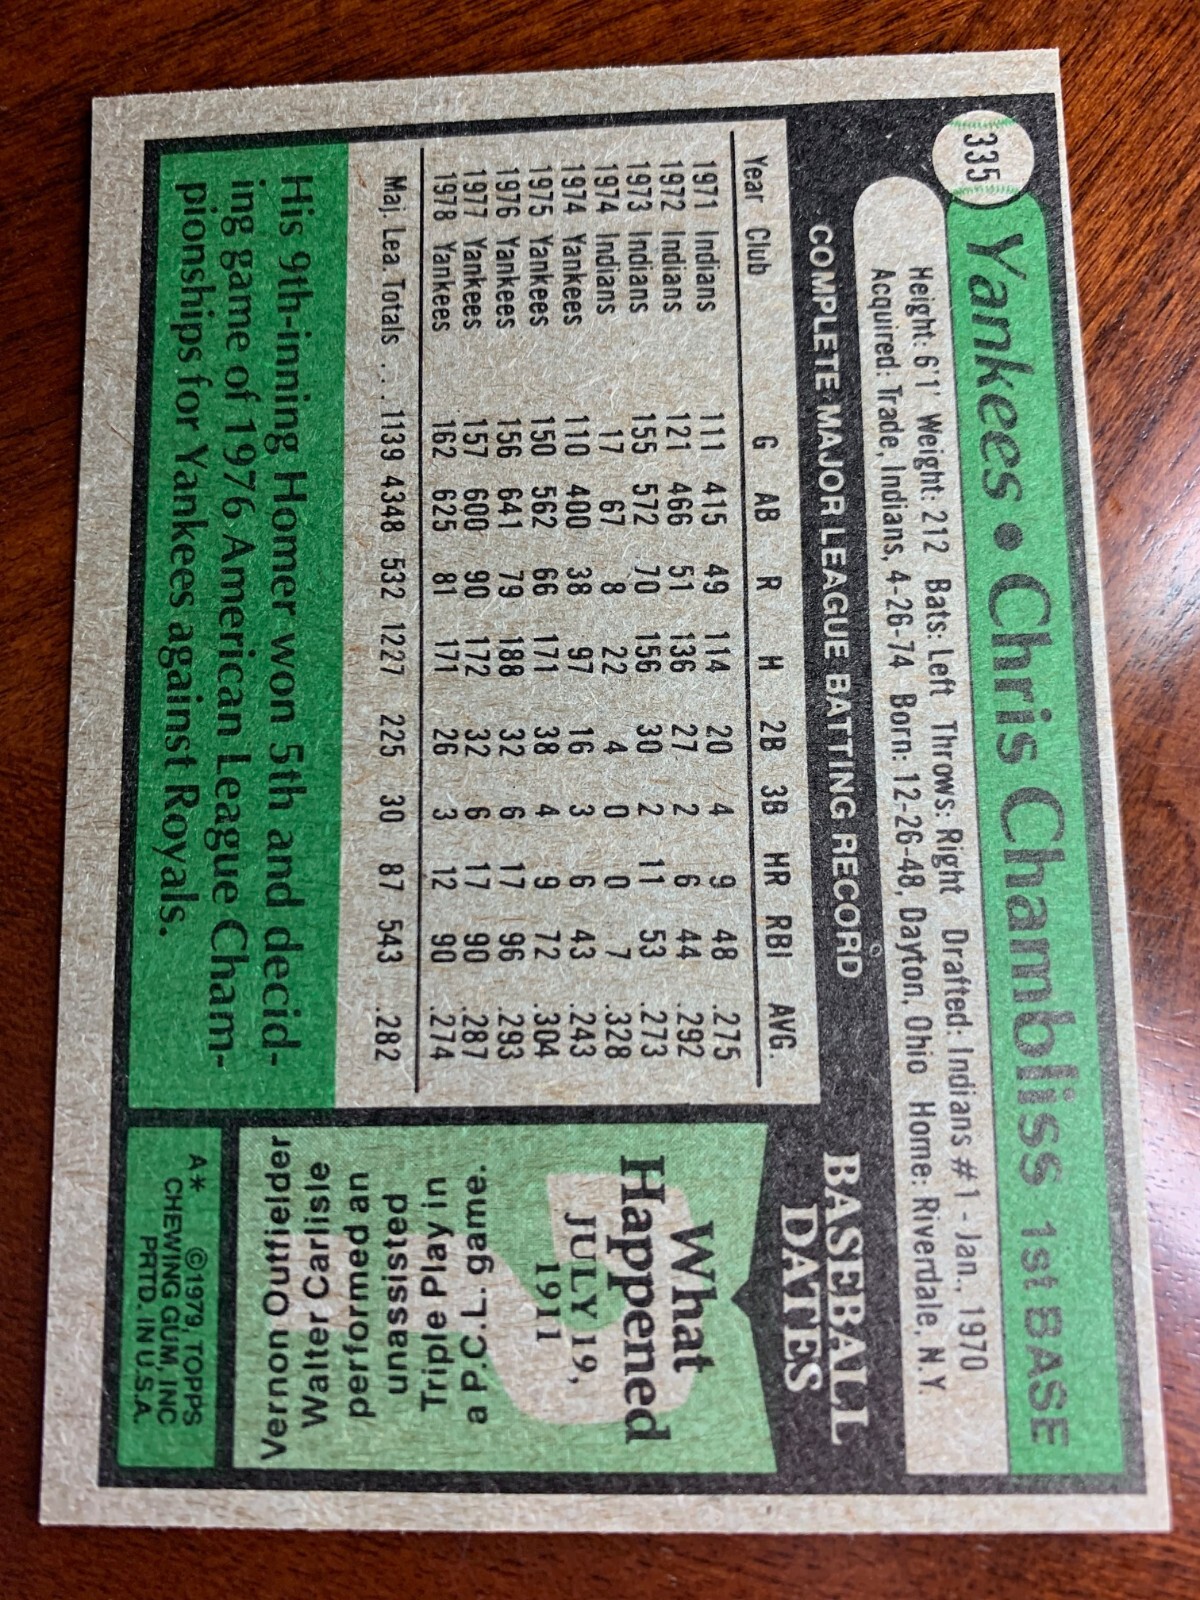 335
Yankees • Chris Chambliss 1st BASE
Height: 6'1' Weight: 212 Bats: Left Throws: Right Drafted: Indians #1 - Jan., 1970
Acquired: Trade, Indians, 4-26-74 Born: 12-26-48, Dayton, Ohio Home: Riverdale, N.Y.
COMPLETE MAJOR LEAGUE BATTING RECORD
Year Club G AB R H 2B 3B HR RBI AVG.
1971 Indians 111 415 49 114 20 4 9 48 .275
1972 Indians 121 466 51 136 27 2 6 44 .292
1973 Indians 155 572 70 156 30 2 11 53 .273
1974 Indians 17 67 8 22 4 0 0 7 .328
1974 Yankees 110 400 38 97 16 3 6 43 .243
1975 Yankees 150 562 66 171 38 4 9 72 .304
1976 Yankees 156 641 79 188 32 6 17 96 .293
1977 Yankees 157 600 90 172 32 6 17 90 .287
1978 Yankees 162 625 81 171 26 3 12 90 .274
Maj. Lea. Totals . . . 1139 4348 532 1227 225 30 87 543 .282
His 9th-inning Homer won 5th and decid-
ing game of 1976 American League Cham-
pionships for Yankees against Royals.
BASEBALL
DATES
What
Happened
JULY 19,
1911
Vernon Outfielder
Walter Carlisle
performed an
unassisted
Triple Play in
a P.C.L. game.
A* ©1979, TOPPS
CHEWING GUM, INC
PRTD. IN U.S.A.